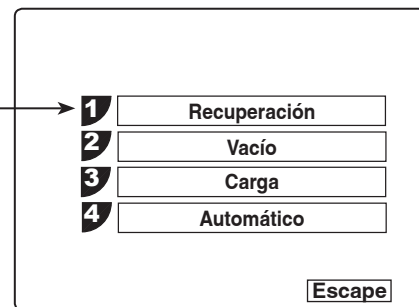 1 Recuperación
2 Vacío
3 Carga
4 Automático
Escape